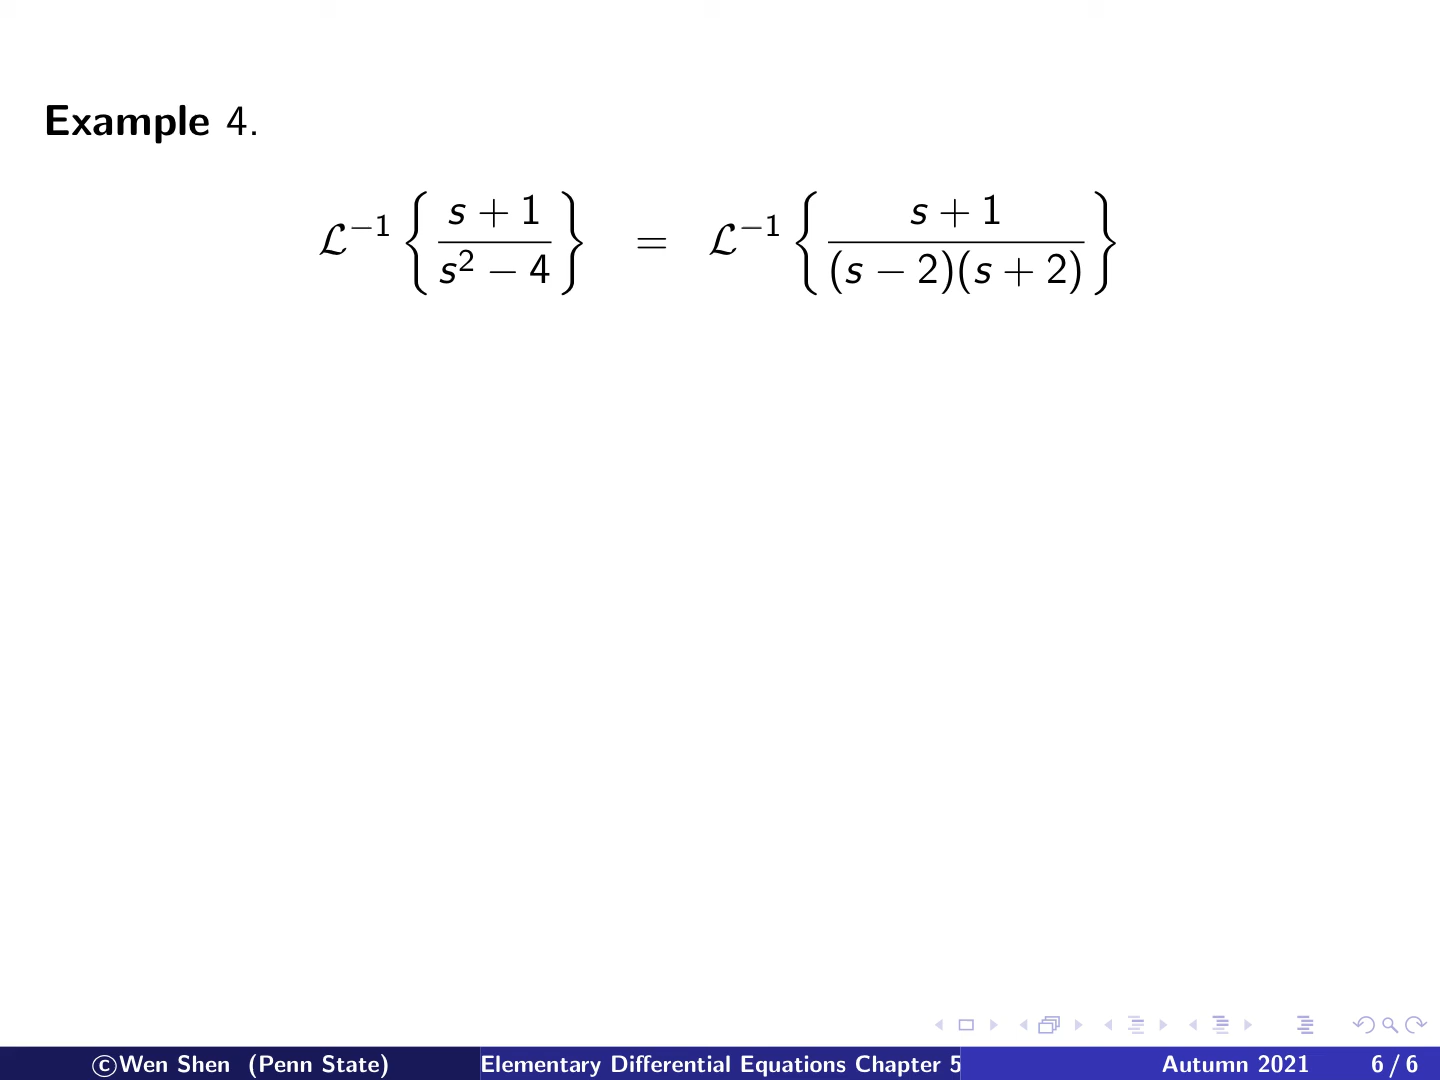 Example 4.
ℒ⁻¹ { (s + 1) / (s² − 4) } = ℒ⁻¹ { (s + 1) / ((s − 2)(s + 2)) }
©Wen Shen (Penn State) Elementary Differential Equations Chapter 5 Autumn 2021 6 / 6